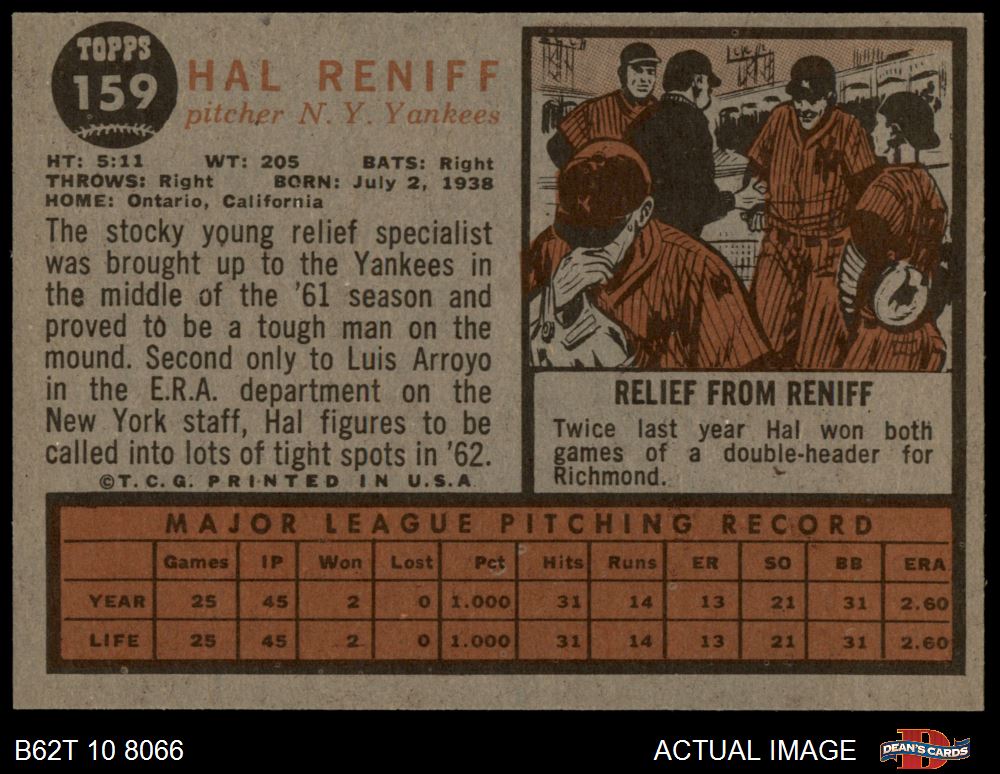 TOPPS
159
HAL RENIFF
pitcher N. Y. Yankees
HT: 5:11 WT: 205 BATS: Right
THROWS: Right BORN: July 2, 1938
HOME: Ontario, California
The stocky young relief specialist
was brought up to the Yankees in
the middle of the '61 season and
proved to be a tough man on the
mound. Second only to Luis Arroyo
in the E.R.A. department on the
New York staff, Hal figures to be
called into lots of tight spots in '62.
©T.C.G. PRINTED IN U.S.A
RELIEF FROM RENIFF
Twice last year Hal won both
games of a double-header for
Richmond.
MAJOR LEAGUE PITCHING RECORD
Games IP Won Lost Pct Hits Runs ER SO BB ERA
YEAR 25 45 2 0 1.000 31 14 13 21 31 2.60
LIFE 25 45 2 0 1.000 31 14 13 21 31 2.60
B62T 10 8066
ACTUAL IMAGE
DEAN'S CARDS